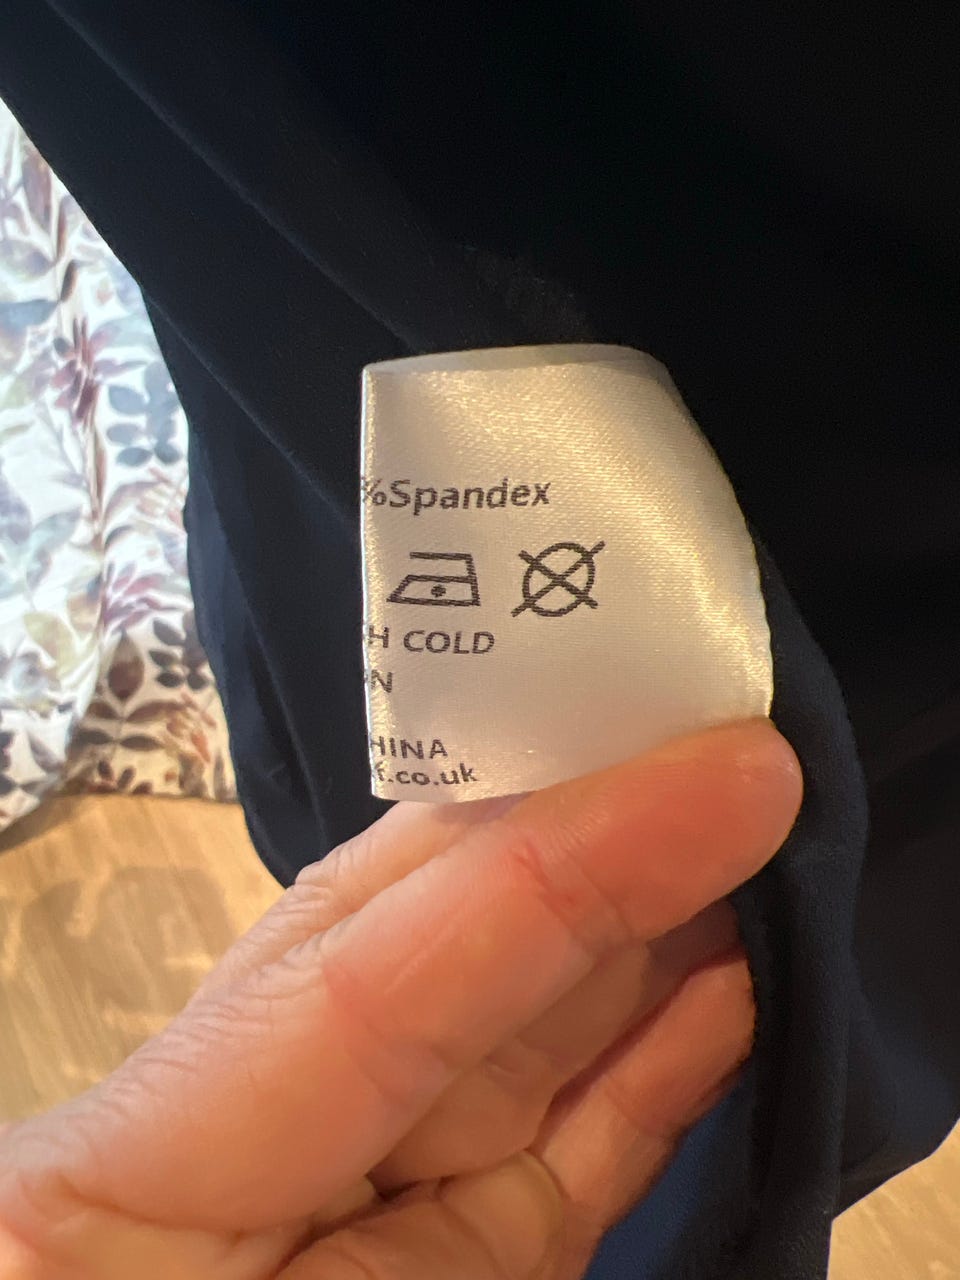 %Spandex
H COLD
N
HINA
f.co.uk